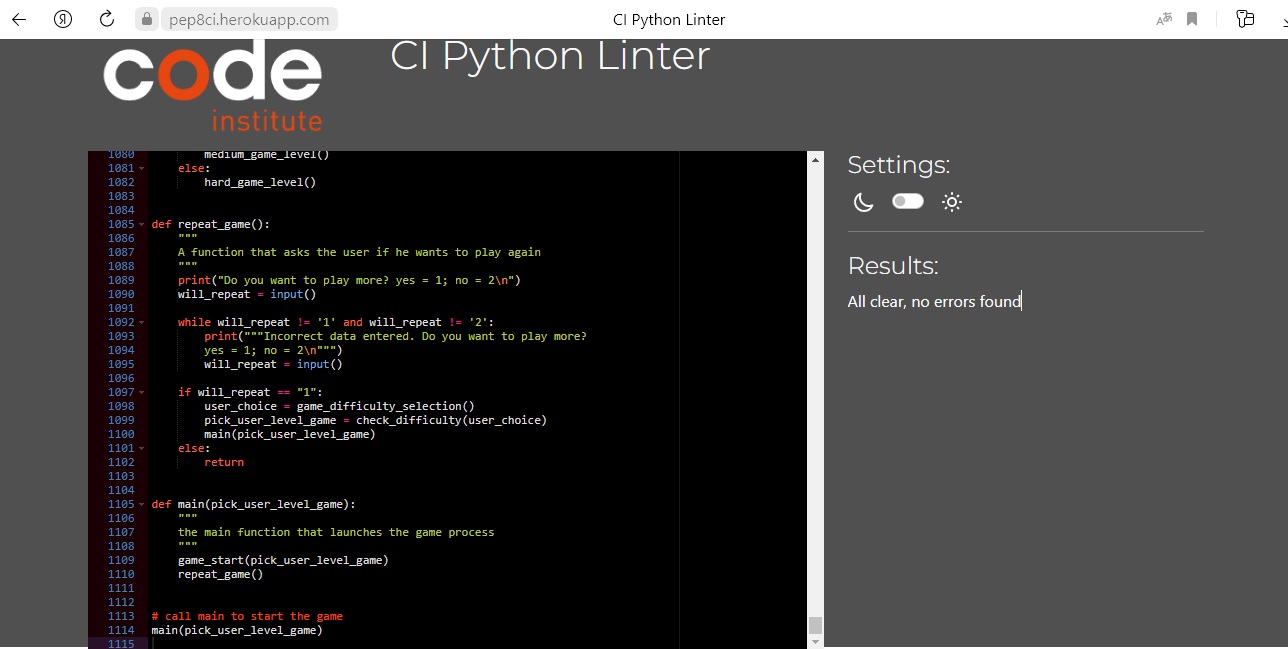 pep8ci.herokuapp.com
CI Python Linter
code
institute
CI Python Linter
1080 medium_game_level()
1081 else:
1082 hard_game_level()
1083
1084
1085 def repeat_game():
1086 """
1087 A function that asks the user if he wants to play again
1088 """
1089 print("Do you want to play more? yes = 1; no = 2\n")
1090 will_repeat = input()
1091
1092 while will_repeat != '1' and will_repeat != '2':
1093 print("""Incorrect data entered. Do you want to play more?
1094 yes = 1; no = 2\n""")
1095 will_repeat = input()
1096
1097 if will_repeat == "1":
1098 user_choice = game_difficulty_selection()
1099 pick_user_level_game = check_difficulty(user_choice)
1100 main(pick_user_level_game)
1101 else:
1102 return
1103
1104
1105 def main(pick_user_level_game):
1106 """
1107 the main function that launches the game process
1108 """
1109 game_start(pick_user_level_game)
1110 repeat_game()
1111
1112
1113 # call main to start the game
1114 main(pick_user_level_game)
1115
Settings:
Results:
All clear, no errors found